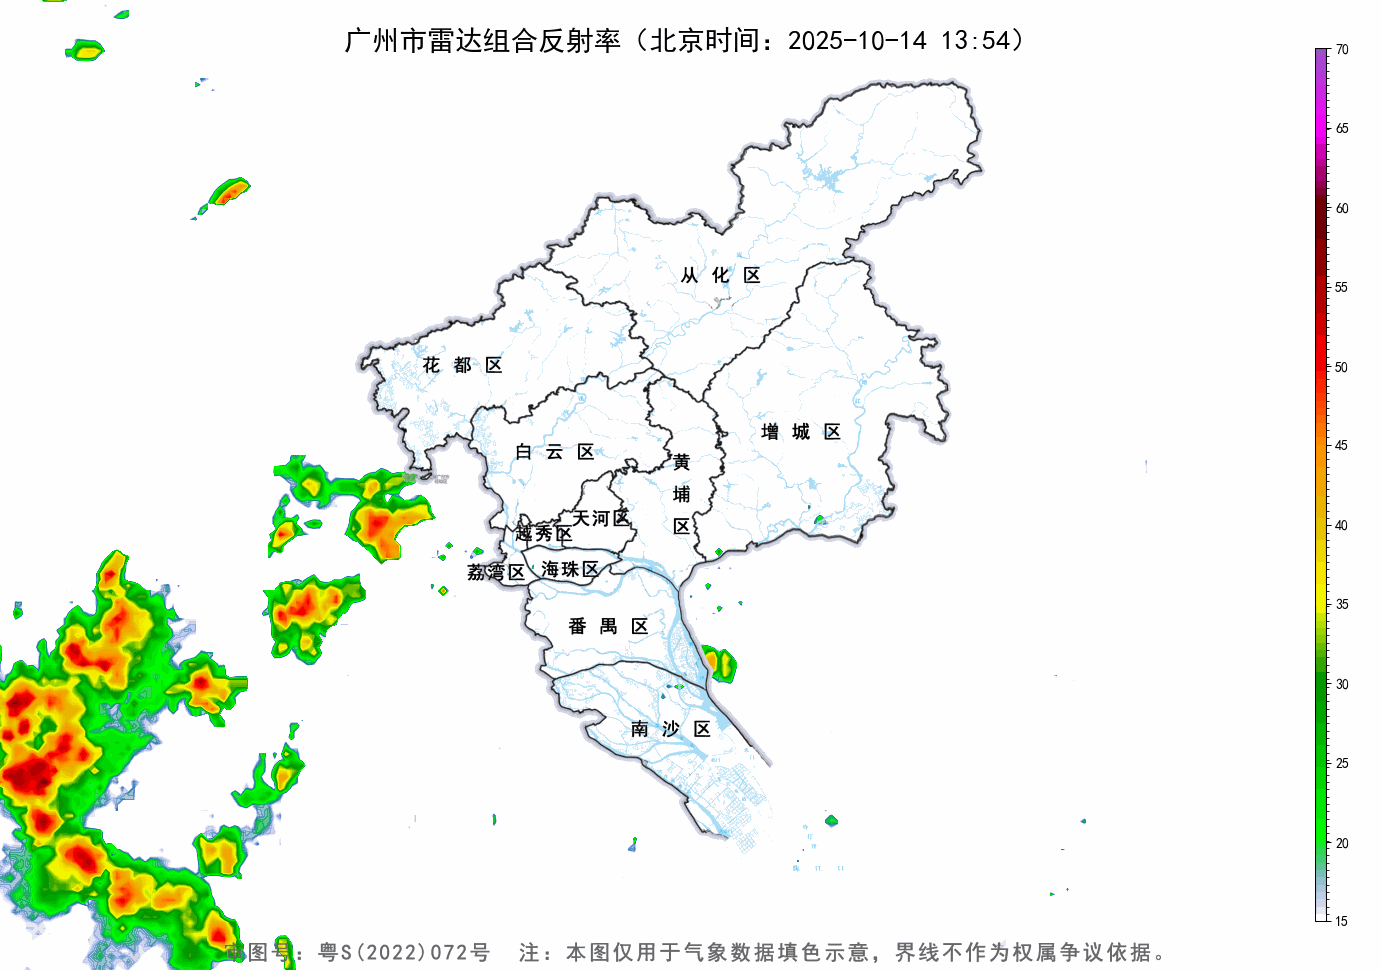 广州市雷达组合反射率（北京时间：2025-10-14 13:54）
70
65
60
55
50
45
40
35
30
25
20
15
从化区
花都区
增城区
白云区
黄埔区
天河区
越秀区
荔湾区
海珠区
番禺区
南沙区
审图号：粤S(2022)072号 注：本图仅用于气象数据填色示意，界线不作为权属争议依据。